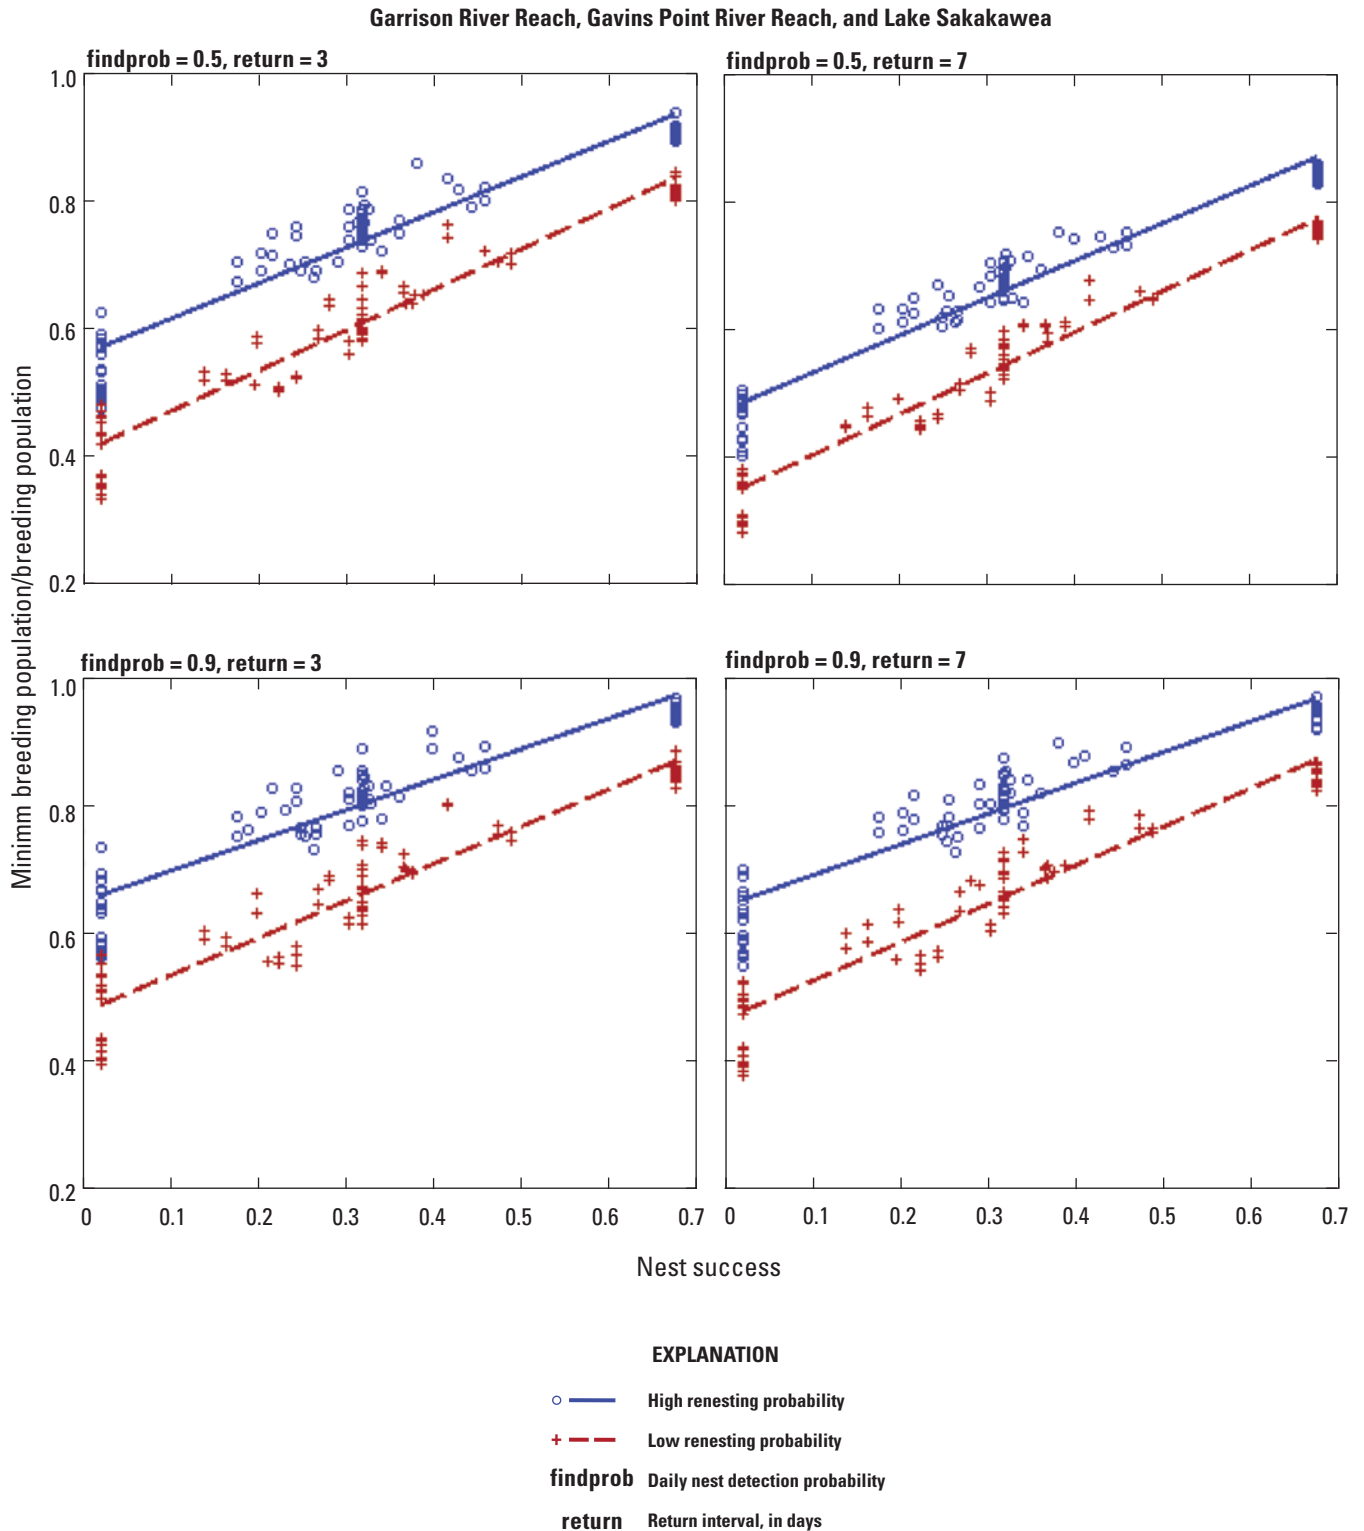 Garrison River Reach, Gavins Point River Reach, and Lake Sakakawea
findprob = 0.5, return = 3
findprob = 0.5, return = 7
1.0
0.8
0.6
0.4
0.2
Minimm breeding population/breeding population
findprob = 0.9, return = 3
findprob = 0.9, return = 7
1.0
0.8
0.6
0.4
0.2
0 0.1 0.2 0.3 0.4 0.5 0.6 0.7
0 0.1 0.2 0.3 0.4 0.5 0.6 0.7
Nest success
EXPLANATION
High renesting probability
Low renesting probability
findprob Daily nest detection probability
return Return interval, in days